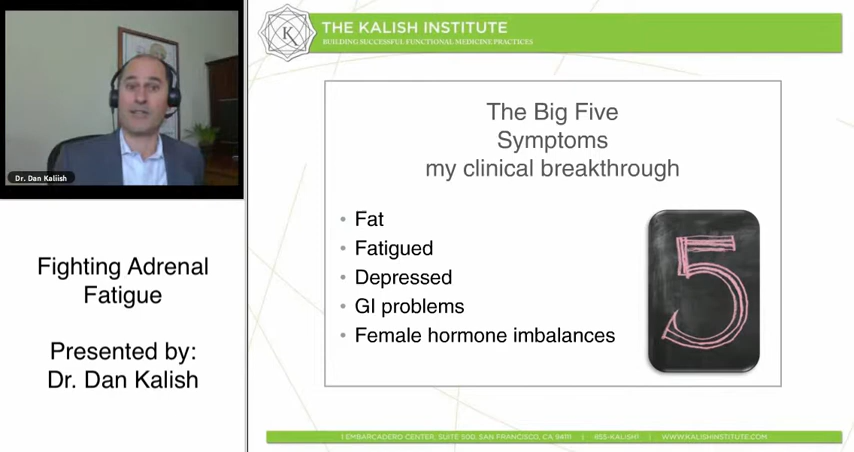 THE KALISH INSTITUTE
BUILDING SUCCESSFUL FUNCTIONAL MEDICINE PRACTICES
K
Dr. Dan Kaliish
The Big Five
Symptoms
my clinical breakthrough
• Fat
• Fatigued
• Depressed
• GI problems
• Female hormone imbalances
5
Fighting Adrenal
Fatigue
Presented by:
Dr. Dan Kalish
1 EMBARCADERO CENTER, SUITE 500, SAN FRANCISCO, CA 94111 | 855-KALISH1 | WWW.KALISHINSTITUTE.COM